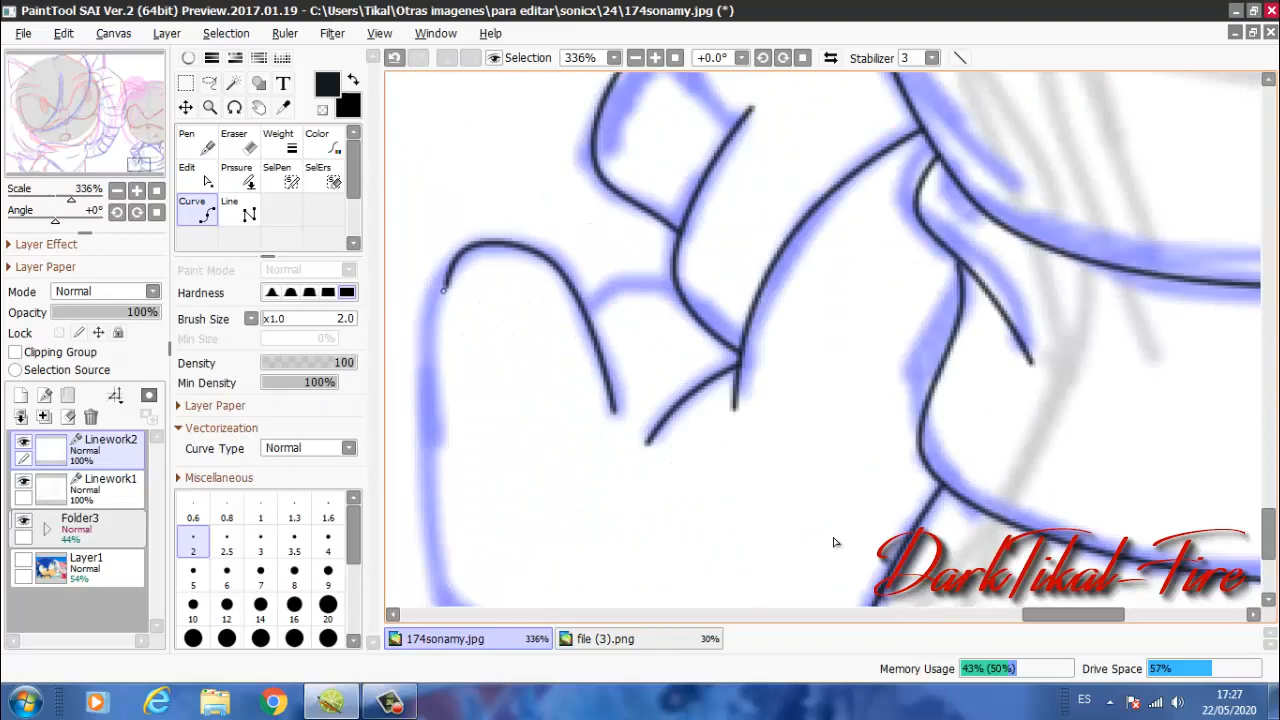 PaintTool SAI Ver.2 (64bit) Preview.2017.01.19 - C:\Users\Tikal\Otras imagenes\para editar\sonicx\24\174sonamy.jpg (*)
File Edit Canvas Layer Selection Ruler Filter View Window Help
Selection 336% +0.0° Stabilizer 3
T
Pen Eraser Weight Color
Edit Prssure SelPen SelErs
Curve Line
Scale 336%
Angle +0°
Layer Effect
Layer Paper
Mode Normal
Opacity 100%
Lock
Clipping Group
Selection Source
Linework2
Normal
100%
Linework1
Normal
100%
Folder3
Normal
44%
Layer1
Normal
54%
Paint Mode Normal
Hardness
Brush Size x1.0 2.0
Min Size 0%
Density 100
Min Density 100%
Layer Paper
Vectorization
Curve Type Normal
Miscellaneous
0.6 0.8 1 1.3 1.6
2 2.5 3 3.5 4
5 6 7 8 9
10 12 14 16 20
DarkTikal-Fire
174sonamy.jpg 336% file (3).png 30%
Memory Usage 43% (50%) Drive Space 57%
ES 17:27
22/05/2020